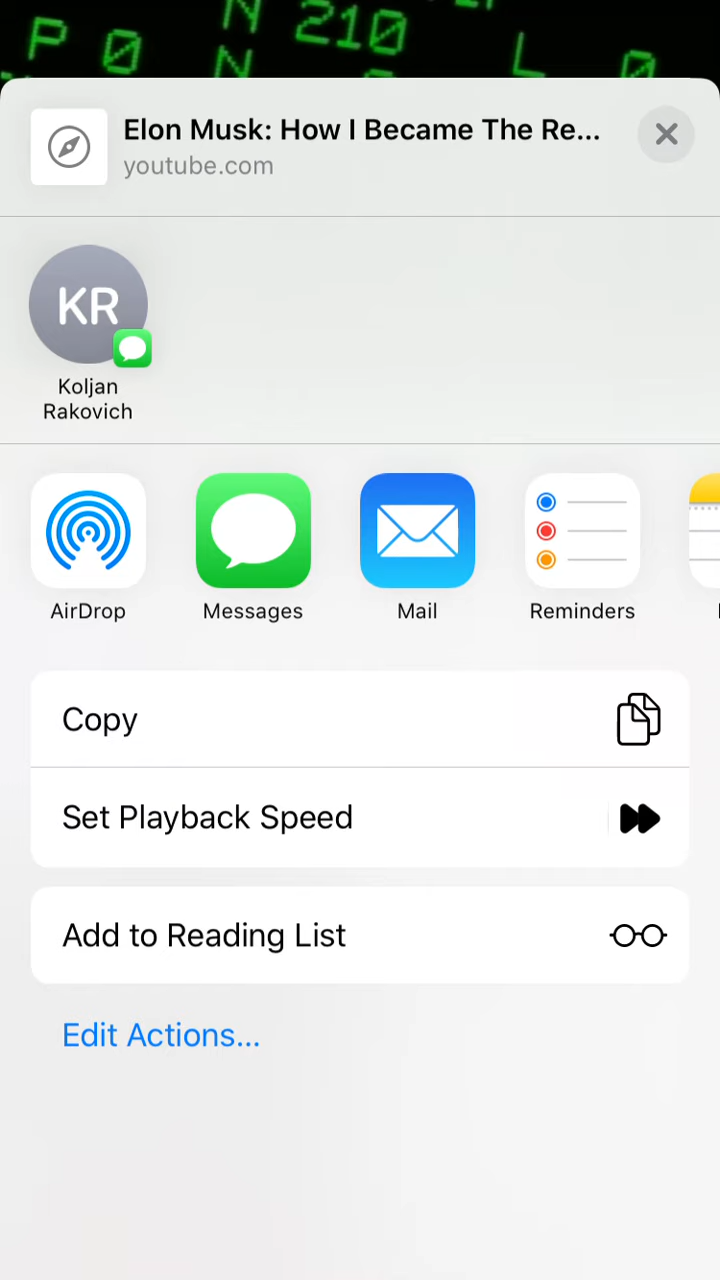 N 210
P 0 N L 0
Elon Musk: How I Became The Re...
youtube.com
KR
Koljan
Rakovich
AirDrop
Messages
Mail
Reminders
Copy
Set Playback Speed
Add to Reading List
Edit Actions...